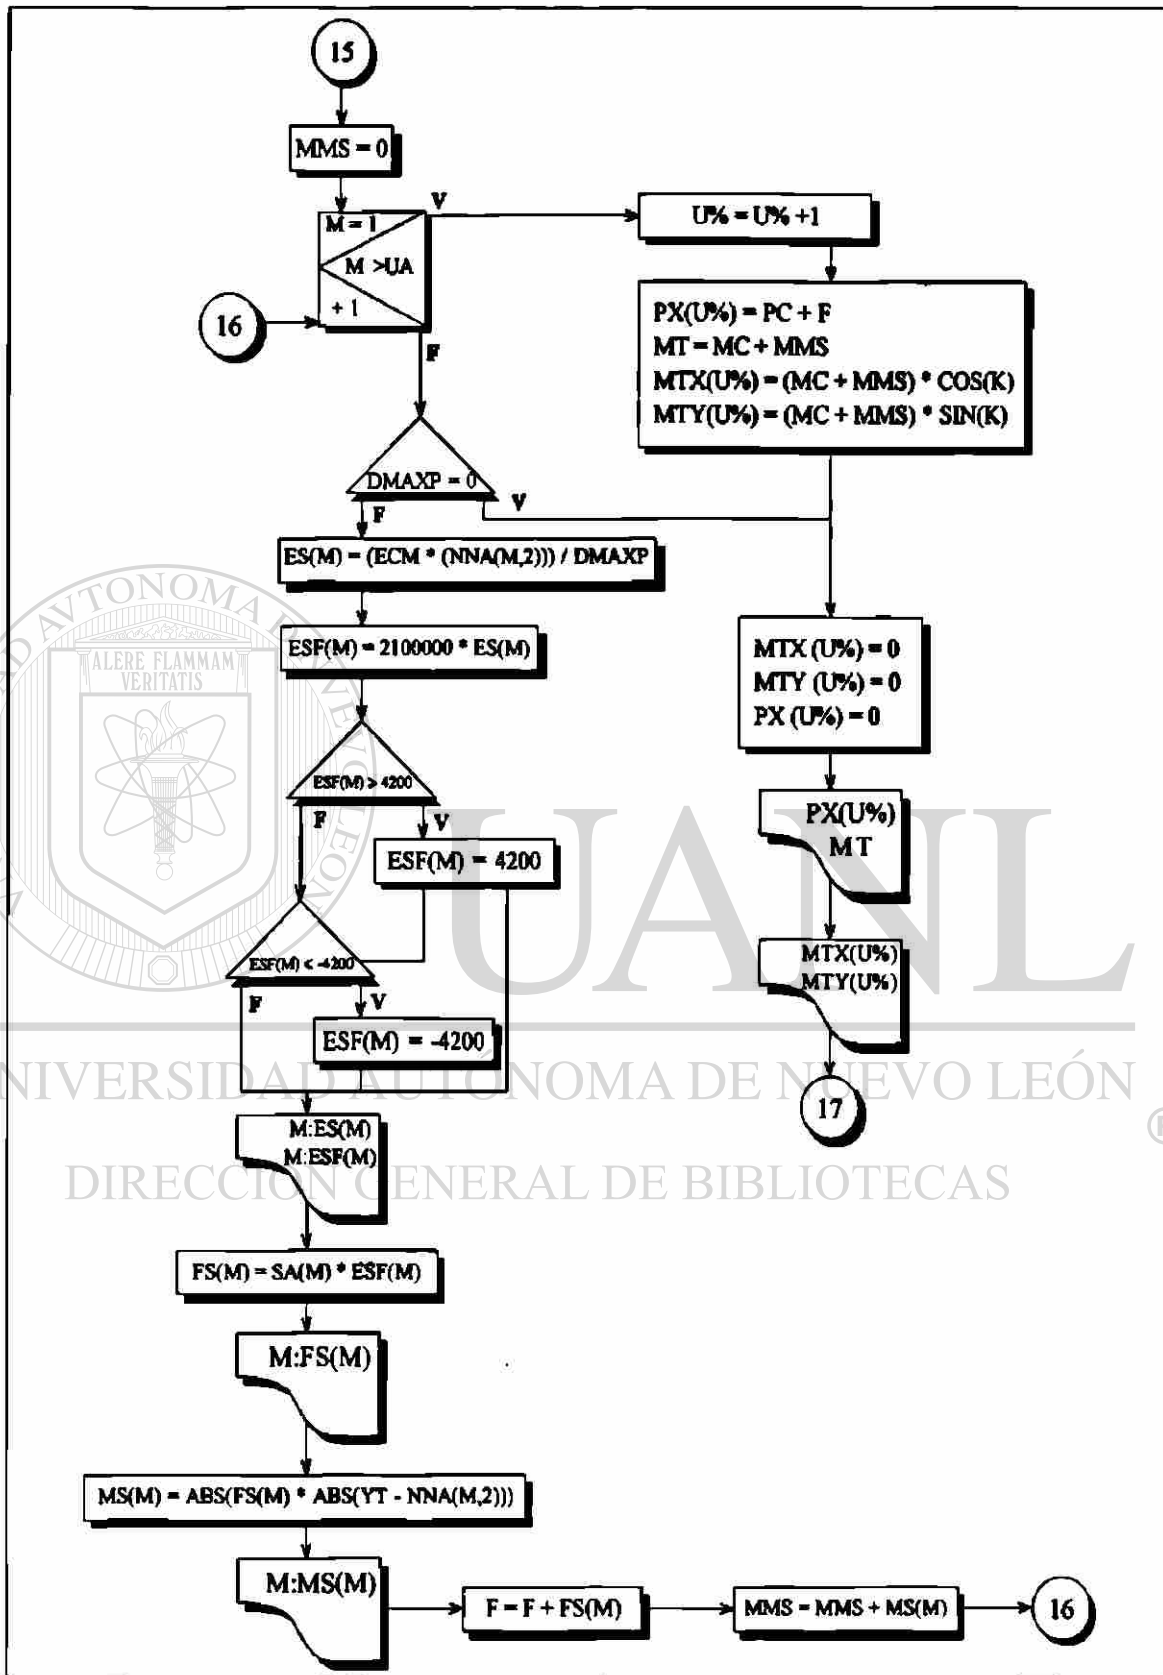 15
MMS = 0
M = 1
M >UA
+ 1
V
F
16
U% = U% +1
PX(U%) = PC + F
MT = MC + MMS
MTX(U%) = (MC + MMS) * COS(K)
MTY(U%) = (MC + MMS) * SIN(K)
DMAXP = 0
F
V
ES(M) = (ECM * (NNA(M,2))) / DMAXP
ESF(M) = 2100000 * ES(M)
ESF(M) > 4200
F
V
ESF(M) = 4200
ESF(M) < -4200
F
V
ESF(M) = -4200
M:ES(M)
M:ESF(M)
FS(M) = SA(M) * ESF(M)
M:FS(M)
MS(M) = ABS(FS(M) * ABS(YT - NNA(M,2)))
M:MS(M)
F = F + FS(M)
MMS = MMS + MS(M)
16
MTX (U%) = 0
MTY (U%) = 0
PX (U%) = 0
PX(U%)
MT
MTX(U%)
MTY(U%)
17
ALERE FLAMMAM
VERITATIS
UANL
UNIVERSIDAD AUTÓNOMA DE NUEVO LEÓN
®
DIRECCIÓN GENERAL DE BIBLIOTECAS